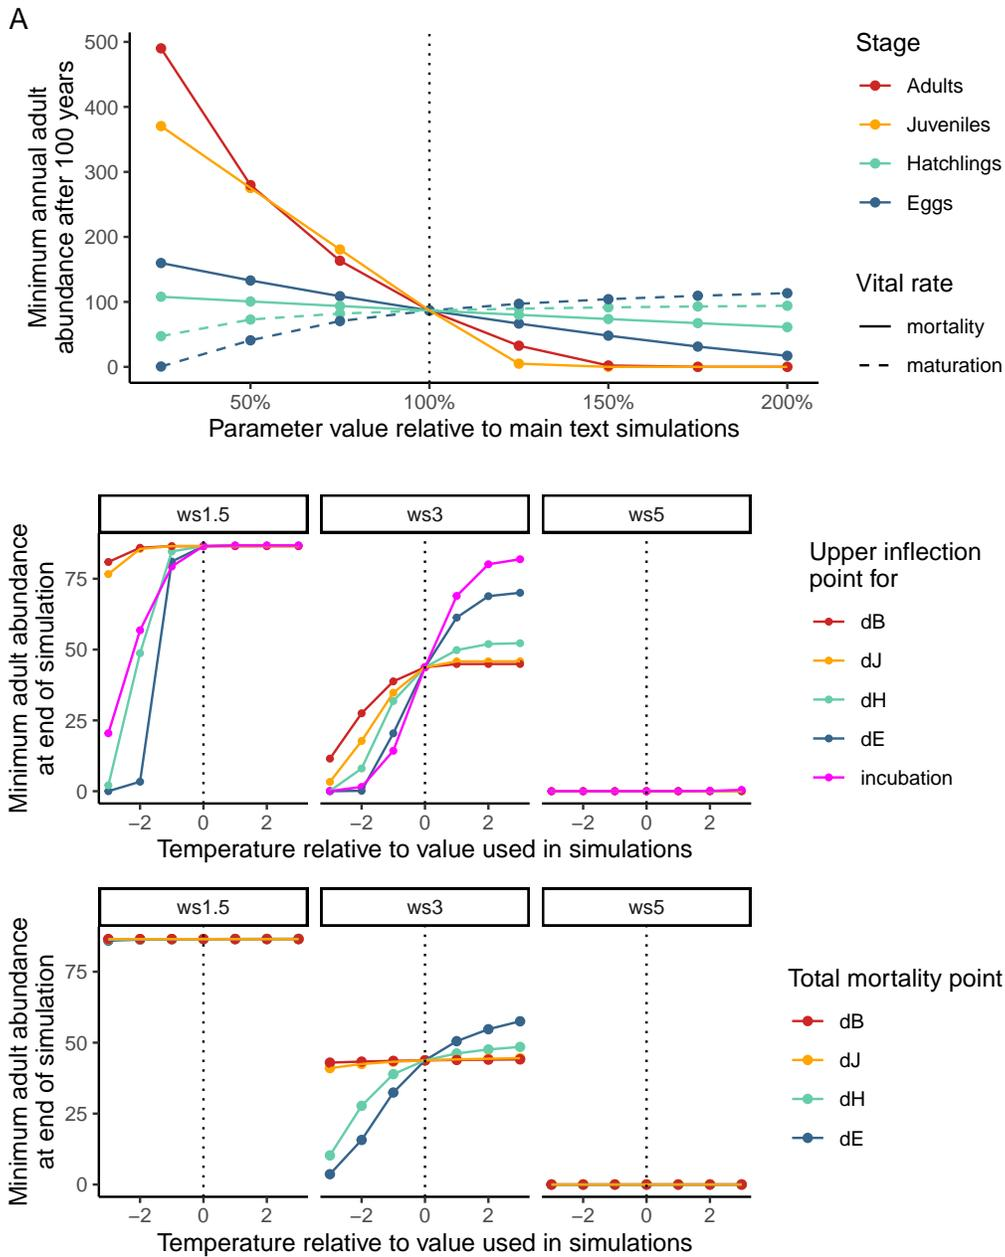 A
Minimum annual adult
abundance after 100 years
500
400
300
200
100
0
50%
100%
150%
200%
Parameter value relative to main text simulations
Stage
Adults
Juveniles
Hatchlings
Eggs
Vital rate
mortality
maturation
ws1.5
ws3
ws5
Minimum adult abundance
at end of simulation
75
50
25
0
−2
0
2
−2
0
2
−2
0
2
Temperature relative to value used in simulations
Upper inflection
point for
dB
dJ
dH
dE
incubation
ws1.5
ws3
ws5
Minimum adult abundance
at end of simulation
75
50
25
0
−2
0
2
−2
0
2
−2
0
2
Temperature relative to value used in simulations
Total mortality point
dB
dJ
dH
dE